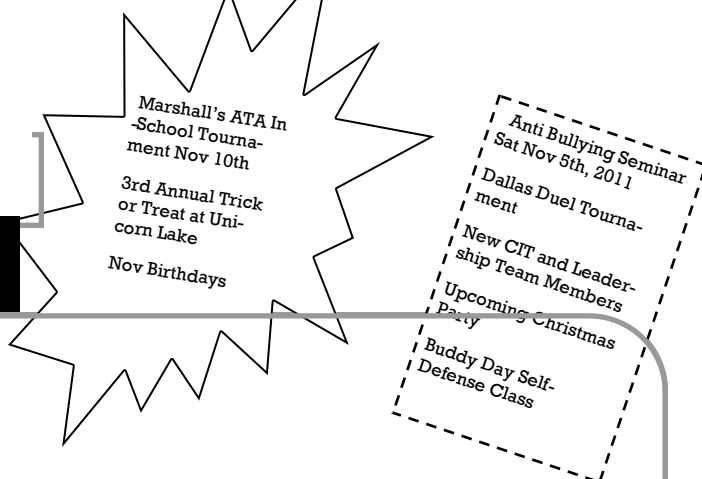 Marshall's ATA In
-School Tourna-
ment Nov 10th
3rd Annual Trick
or Treat at Uni-
corn Lake
Nov Birthdays
Anti Bullying Seminar
Sat Nov 5th, 2011
Dallas Duel Tourna-
ment
New CIT and Leader-
ship Team Members
Upcoming Christmas
Party
Buddy Day Self-
Defense Class